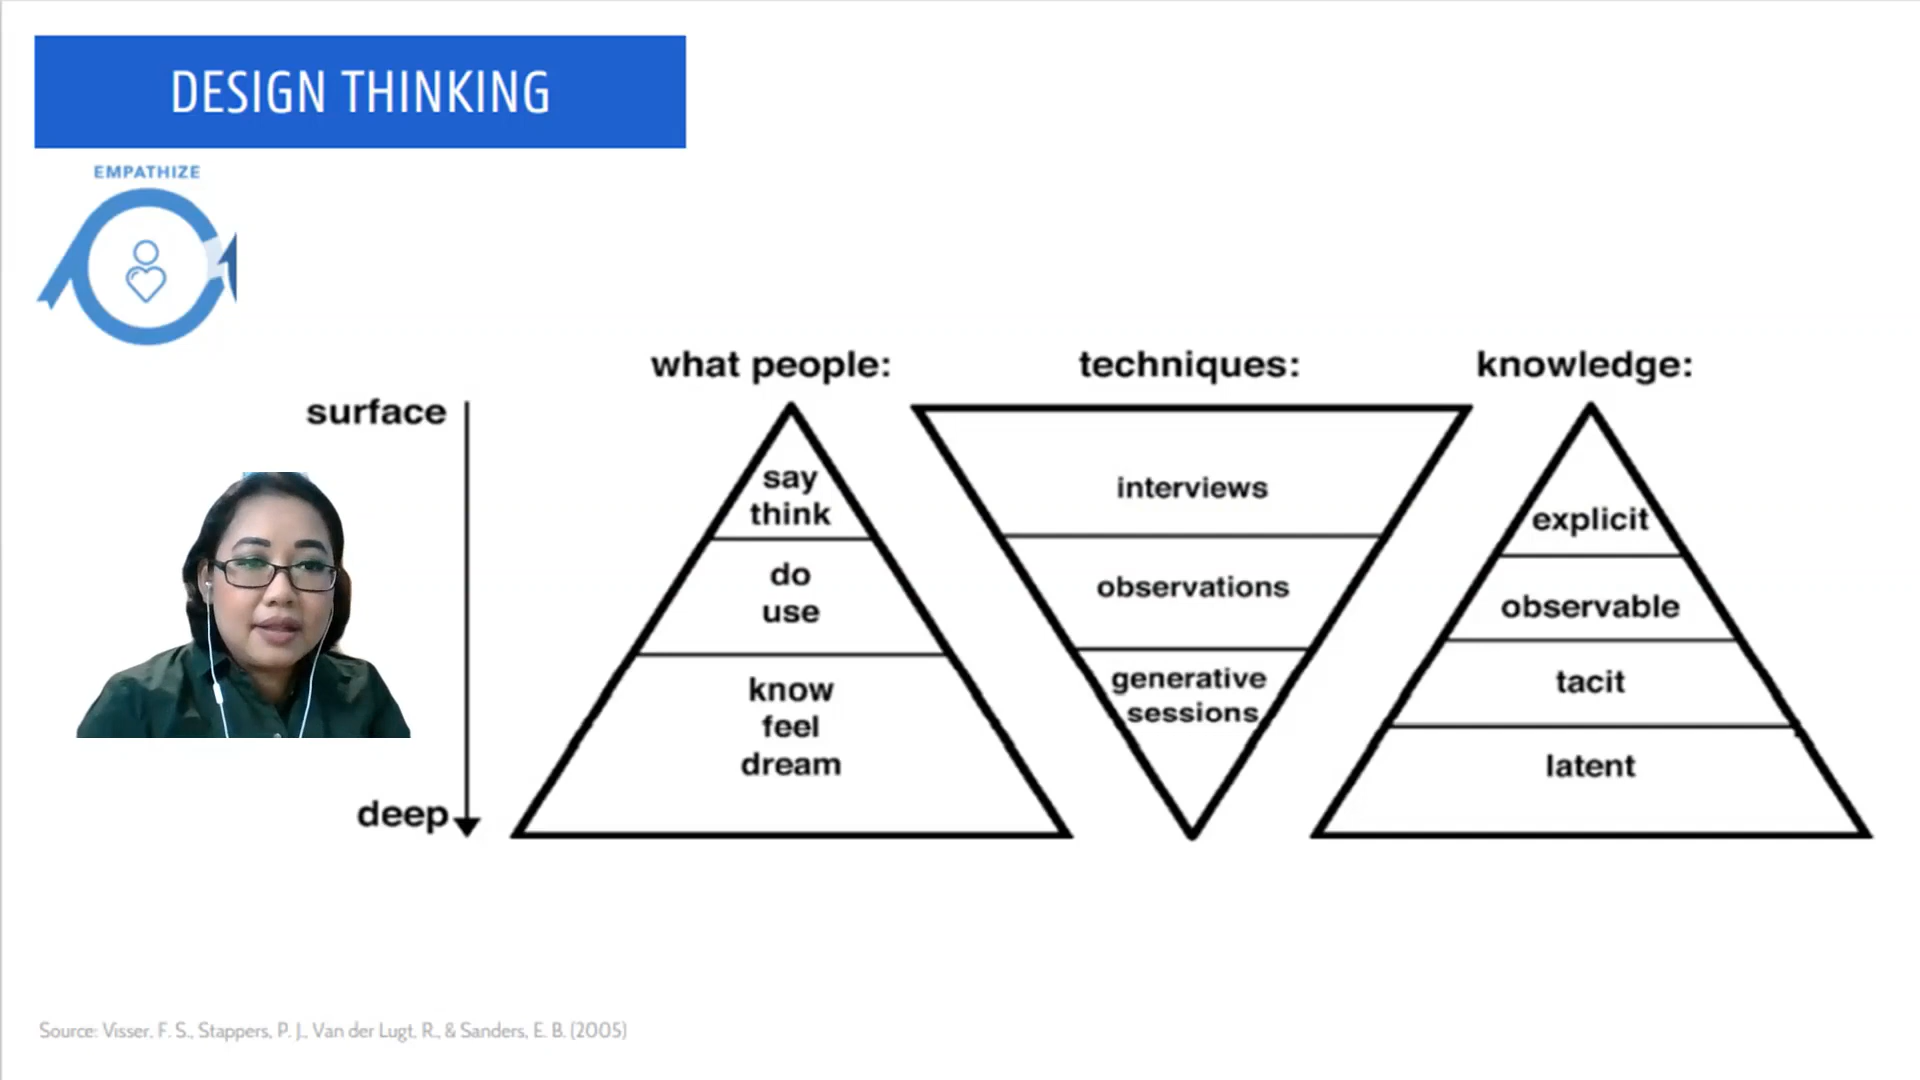 DESIGN THINKING
EMPATHIZE
what people:
techniques:
knowledge:
surface
deep
say
think
do
use
know
feel
dream
interviews
observations
generative
sessions
explicit
observable
tacit
latent
Source: Visser, F. S., Stappers, P. J., Van der Lugt, R., & Sanders, E. B. (2005)